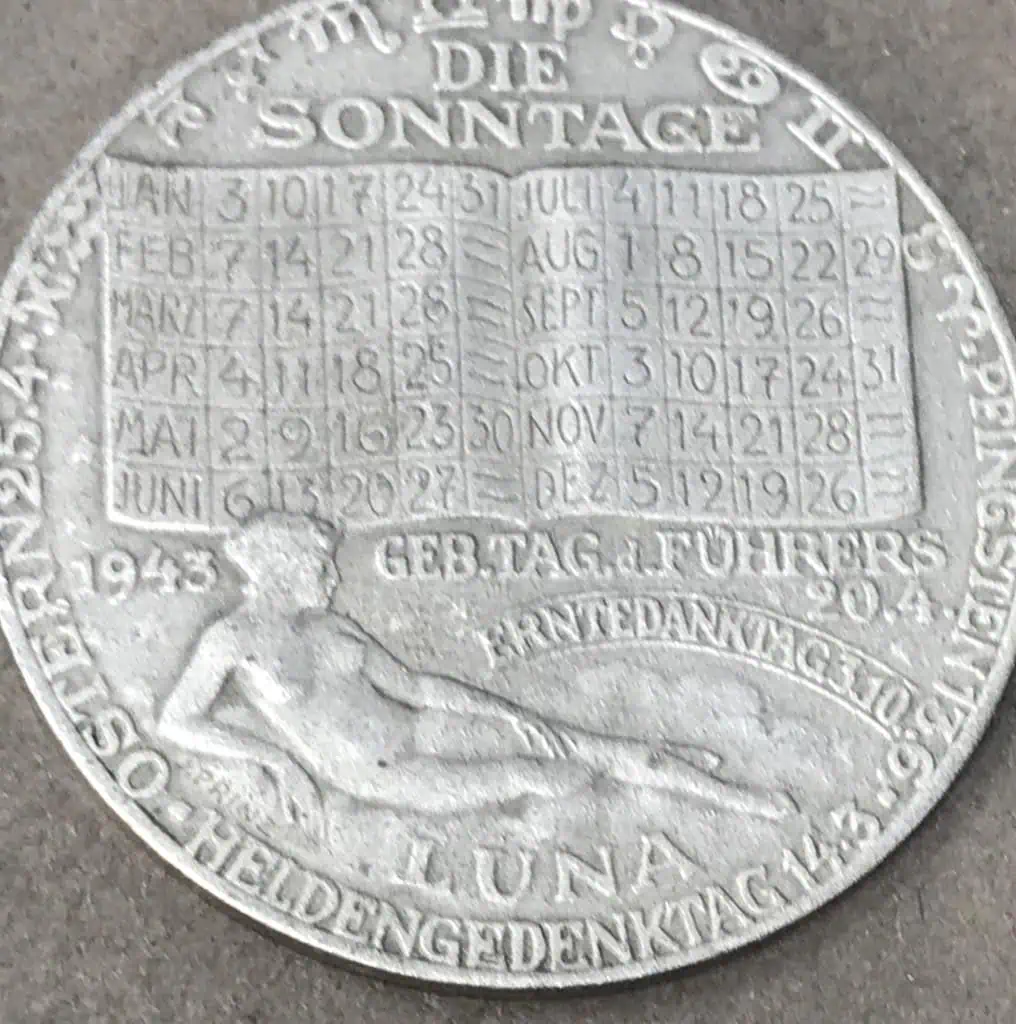 DIE
SONNTAGE
JAN 3 10 17 24 31 JULI 4 11 18 25
FEB 7 14 21 28 AUG 1 8 15 22 29
MÄRZ 7 14 21 28 SEPT 5 12 19 26
APR 4 11 18 25 OKT 3 10 17 24 31
MAI 2 9 16 23 30 NOV 7 14 21 28
JUNI 6 13 20 27 DEZ 5 12 19 26
1943
GEB.TAG.d.FÜHRERS
20.4.
ERNTEDANKTAG.3.10
LUNA
OSTERN 25.4.
HELDENGEDENKTAG 14.3
PFINGSTEN 13.6